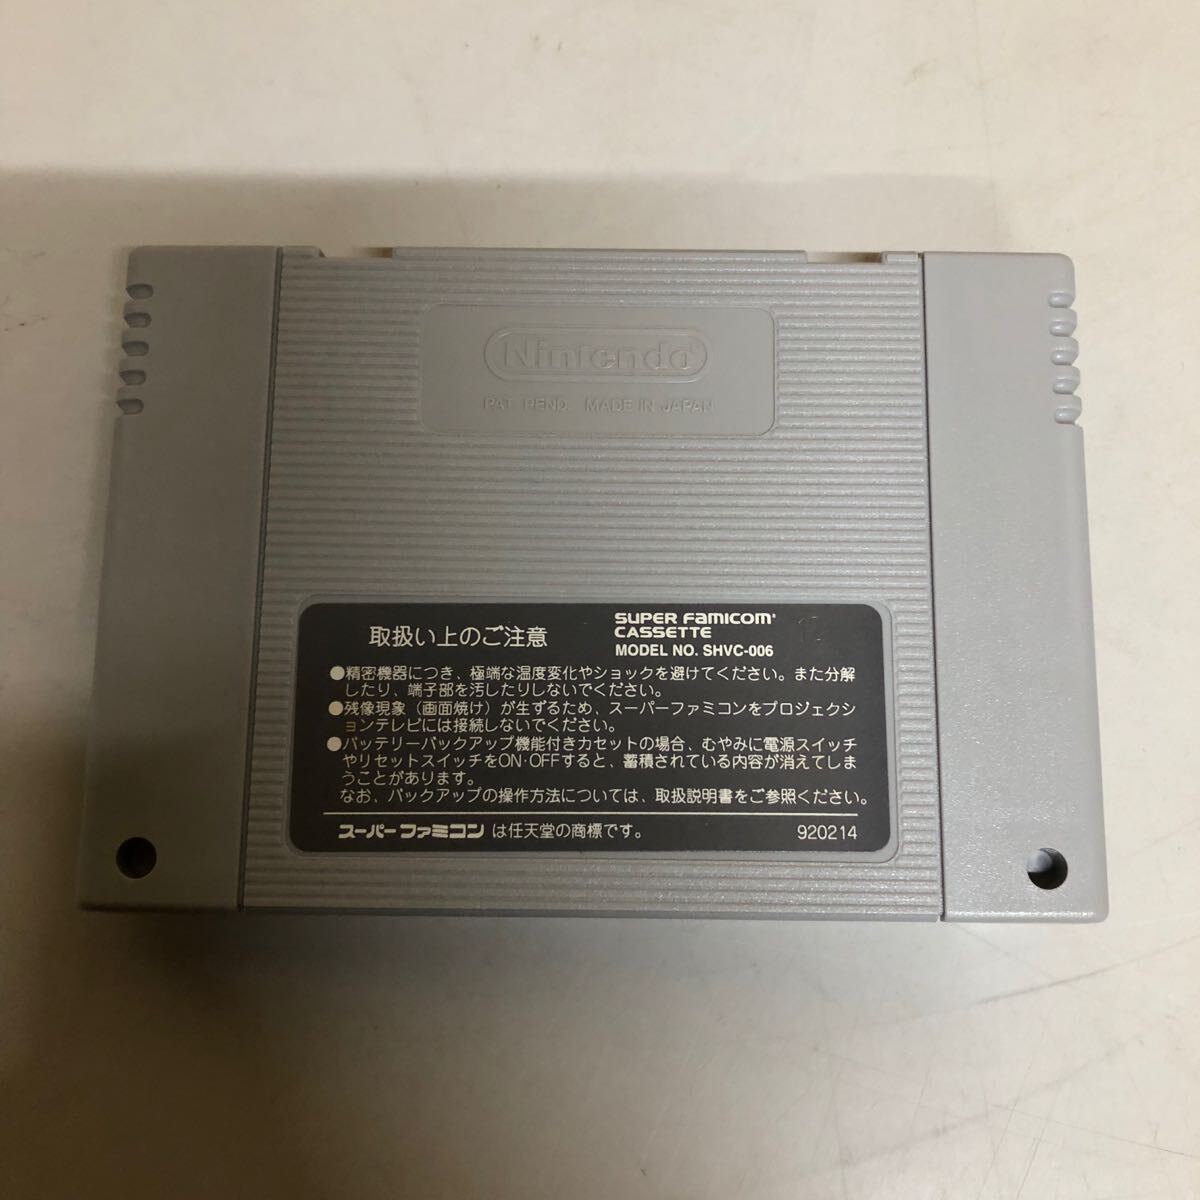 Nintendo
PAT. PEND. MADE IN JAPAN
取扱い上のご注意
SUPER FAMICOM
CASSETTE
MODEL NO. SHVC-006
●精密機器につき、極端な温度変化やショックを避けてください。また分解
したり、端子部を汚したりしないでください。
●残像現象（画面焼け）が生ずるため、スーパーファミコンをプロジェクシ
ョンテレビには接続しないでください。
●バッテリーバックアップ機能付きカセットの場合、むやみに電源スイッチ
やリセットスイッチをON・OFFすると、蓄積されている内容が消えてしま
うことがあります。
なお、バックアップの操作方法については、取扱説明書をご参照ください。
スーパーファミコン は任天堂の商標です。
920214